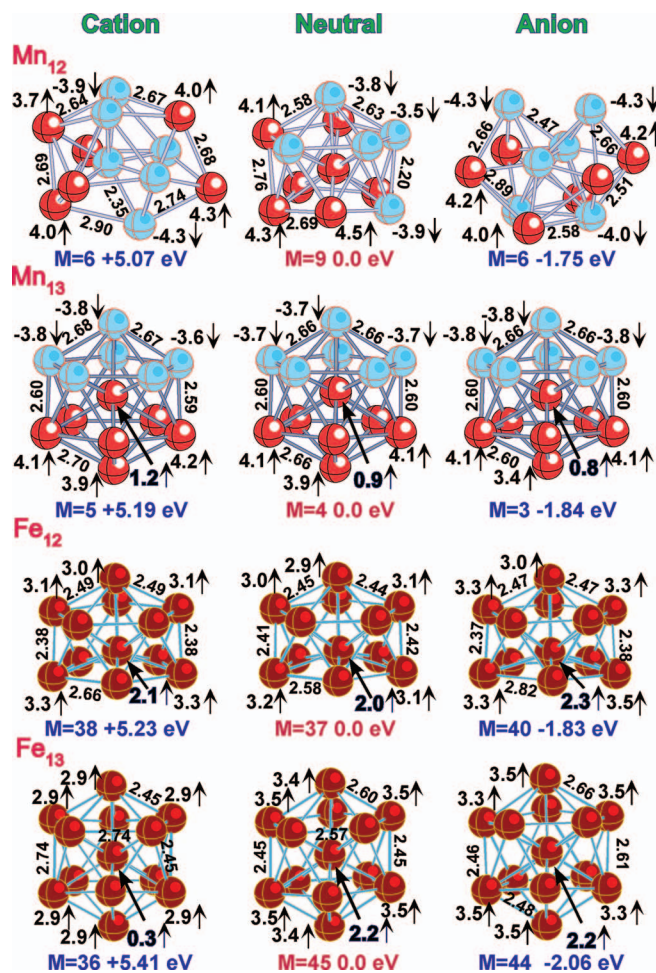 Cation Neutral Anion
Mn12
3.7↑ 2.64 -3.9↓ 2.67 4.0↑
2.69 2.68
2.35 2.74
4.0↑ 2.90 -4.3↓ 4.3↑
M=6 +5.07 eV
4.1↑ 2.58 -3.8↓ 2.63 -3.5↓
2.76 2.20
4.3↑ 2.69 4.5↑ -3.9↓
M=9 0.0 eV
-4.3↓ 2.47 -4.3↓
2.66 2.66 4.2↑
4.2↑ 2.89 2.51
4.0↑ 2.58 -4.0↓
M=6 -1.75 eV
Mn13
-3.8↓ -3.8↓ 2.68 2.67 -3.6↓
2.60 2.59
4.1↑ 2.70 3.9↑ 1.2↑ 4.2↑
M=5 +5.19 eV
-3.7↓ -3.7↓ 2.66 2.66 -3.7↓
2.60 2.60
4.1↑ 2.66 3.9↑ 0.9↑ 4.1↑
M=4 0.0 eV
-3.8↓ -3.8↓ 2.66 2.66 -3.8↓
2.60 2.60
4.1↑ 2.60 3.4↑ 0.8↑ 4.1↑
M=3 -1.84 eV
Fe12
3.1↑ 2.49 3.0↑ 2.49 3.1↑
2.38 2.38
3.3↑ 2.66 2.1↑ 3.3↑
M=38 +5.23 eV
3.0↑ 2.45 2.9↑ 2.44 3.1↑
2.41 2.42
3.2↑ 2.58 2.0↑ 3.1↑
M=37 0.0 eV
3.3↑ 2.47 3.0↑ 2.47 3.3↑
2.37 2.38
3.3↑ 2.82 2.3↑ 3.5↑
M=40 -1.83 eV
Fe13
2.9↑ 2.9↑ 2.45 2.9↑
2.74 2.74 2.45
2.9↑ 2.9↑ 0.3↑ 2.9↑
M=36 +5.41 eV
3.5↑ 3.4↑ 2.60 3.5↑
2.45 2.57 2.45
3.5↑ 3.4↑ 2.2↑ 3.5↑
M=45 0.0 eV
3.3↑ 3.5↑ 2.66 3.5↑
2.46 2.61
3.5↑ 2.48 3.5↑ 2.2↑ 3.3↑
M=44 -2.06 eV